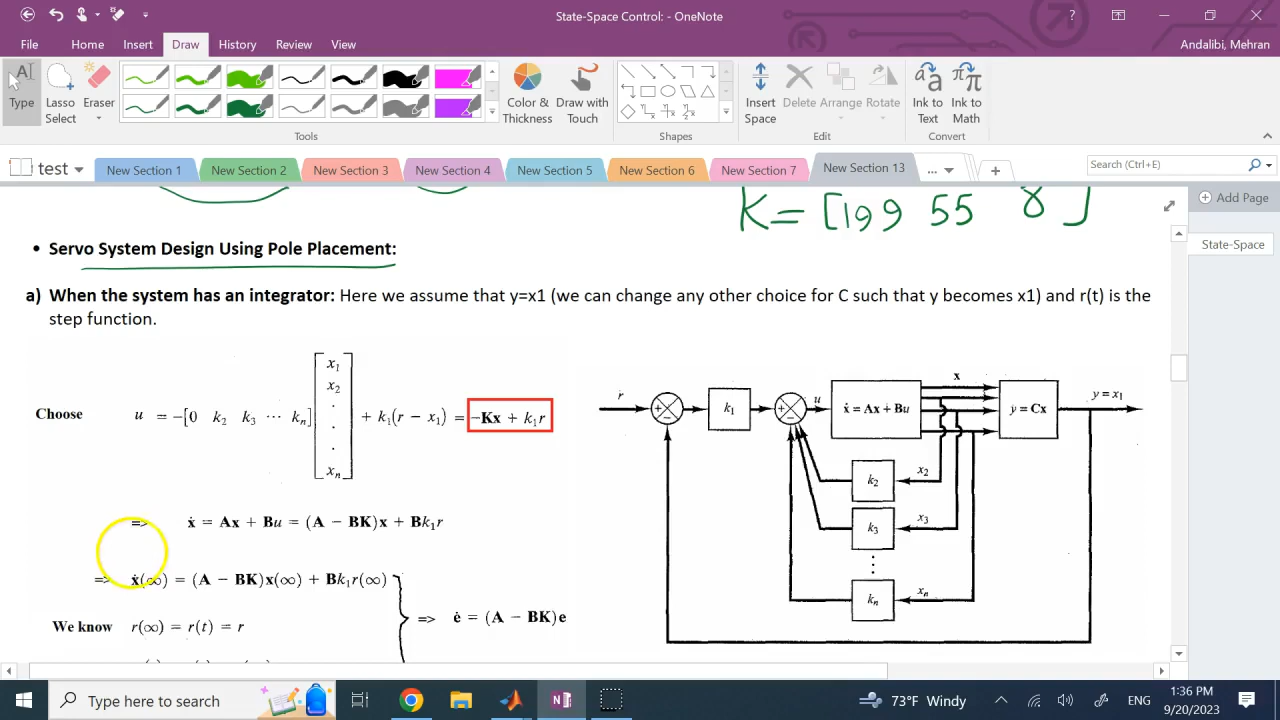 State-Space Control: - OneNote
?
File Home Insert Draw History Review View
Andalibi, Mehran
Type
Lasso Select
Eraser
Color & Thickness
Draw with Touch
Insert Space
Delete
Arrange
Rotate
Ink to Text
Ink to Math
Tools
Shapes
Edit
Convert
test
New Section 1
New Section 2
New Section 3
New Section 4
New Section 5
New Section 6
New Section 7
New Section 13
...
Search (Ctrl+E)
Add Page
State-Space
K = [199 55 8]
• Servo System Design Using Pole Placement:
a) When the system has an integrator: Here we assume that y=x1 (we can change any other choice for C such that y becomes x1) and r(t) is the
step function.
Choose u = -[0 k2 k3 ··· kn] [x1 x2 . . . xn] + k1(r − x1) = -Kx + k1r
=> ẋ = Ax + Bu = (A − BK)x + Bk1r
=> ẋ(∞) = (A − BK)x(∞) + Bk1r(∞)
We know r(∞) = r(t) = r
=> ė = (A − BK)e
r
+
−
k1
+
−
u
ẋ = Ax + Bu
x
y = Cx
y = x1
k2
x2
k3
x3
kn
xn
Type here to search
73°F Windy
ENG
1:36 PM
9/20/2023